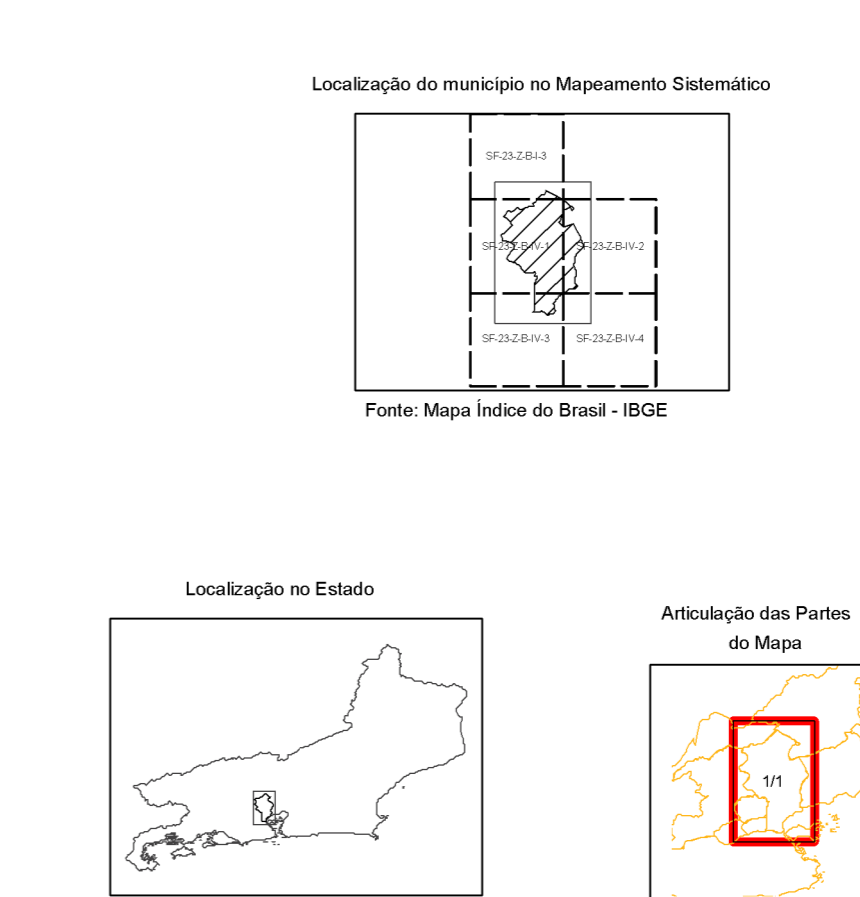 Localização do município no Mapeamento Sistemático
SF-23-Z-B-I-3
SF-23-Z-B-IV-1
SF-23-Z-B-IV-2
SF-23-Z-B-IV-3
SF-23-Z-B-IV-4
Fonte: Mapa Índice do Brasil - IBGE
Localização no Estado
Articulação das Partes
do Mapa
1/1